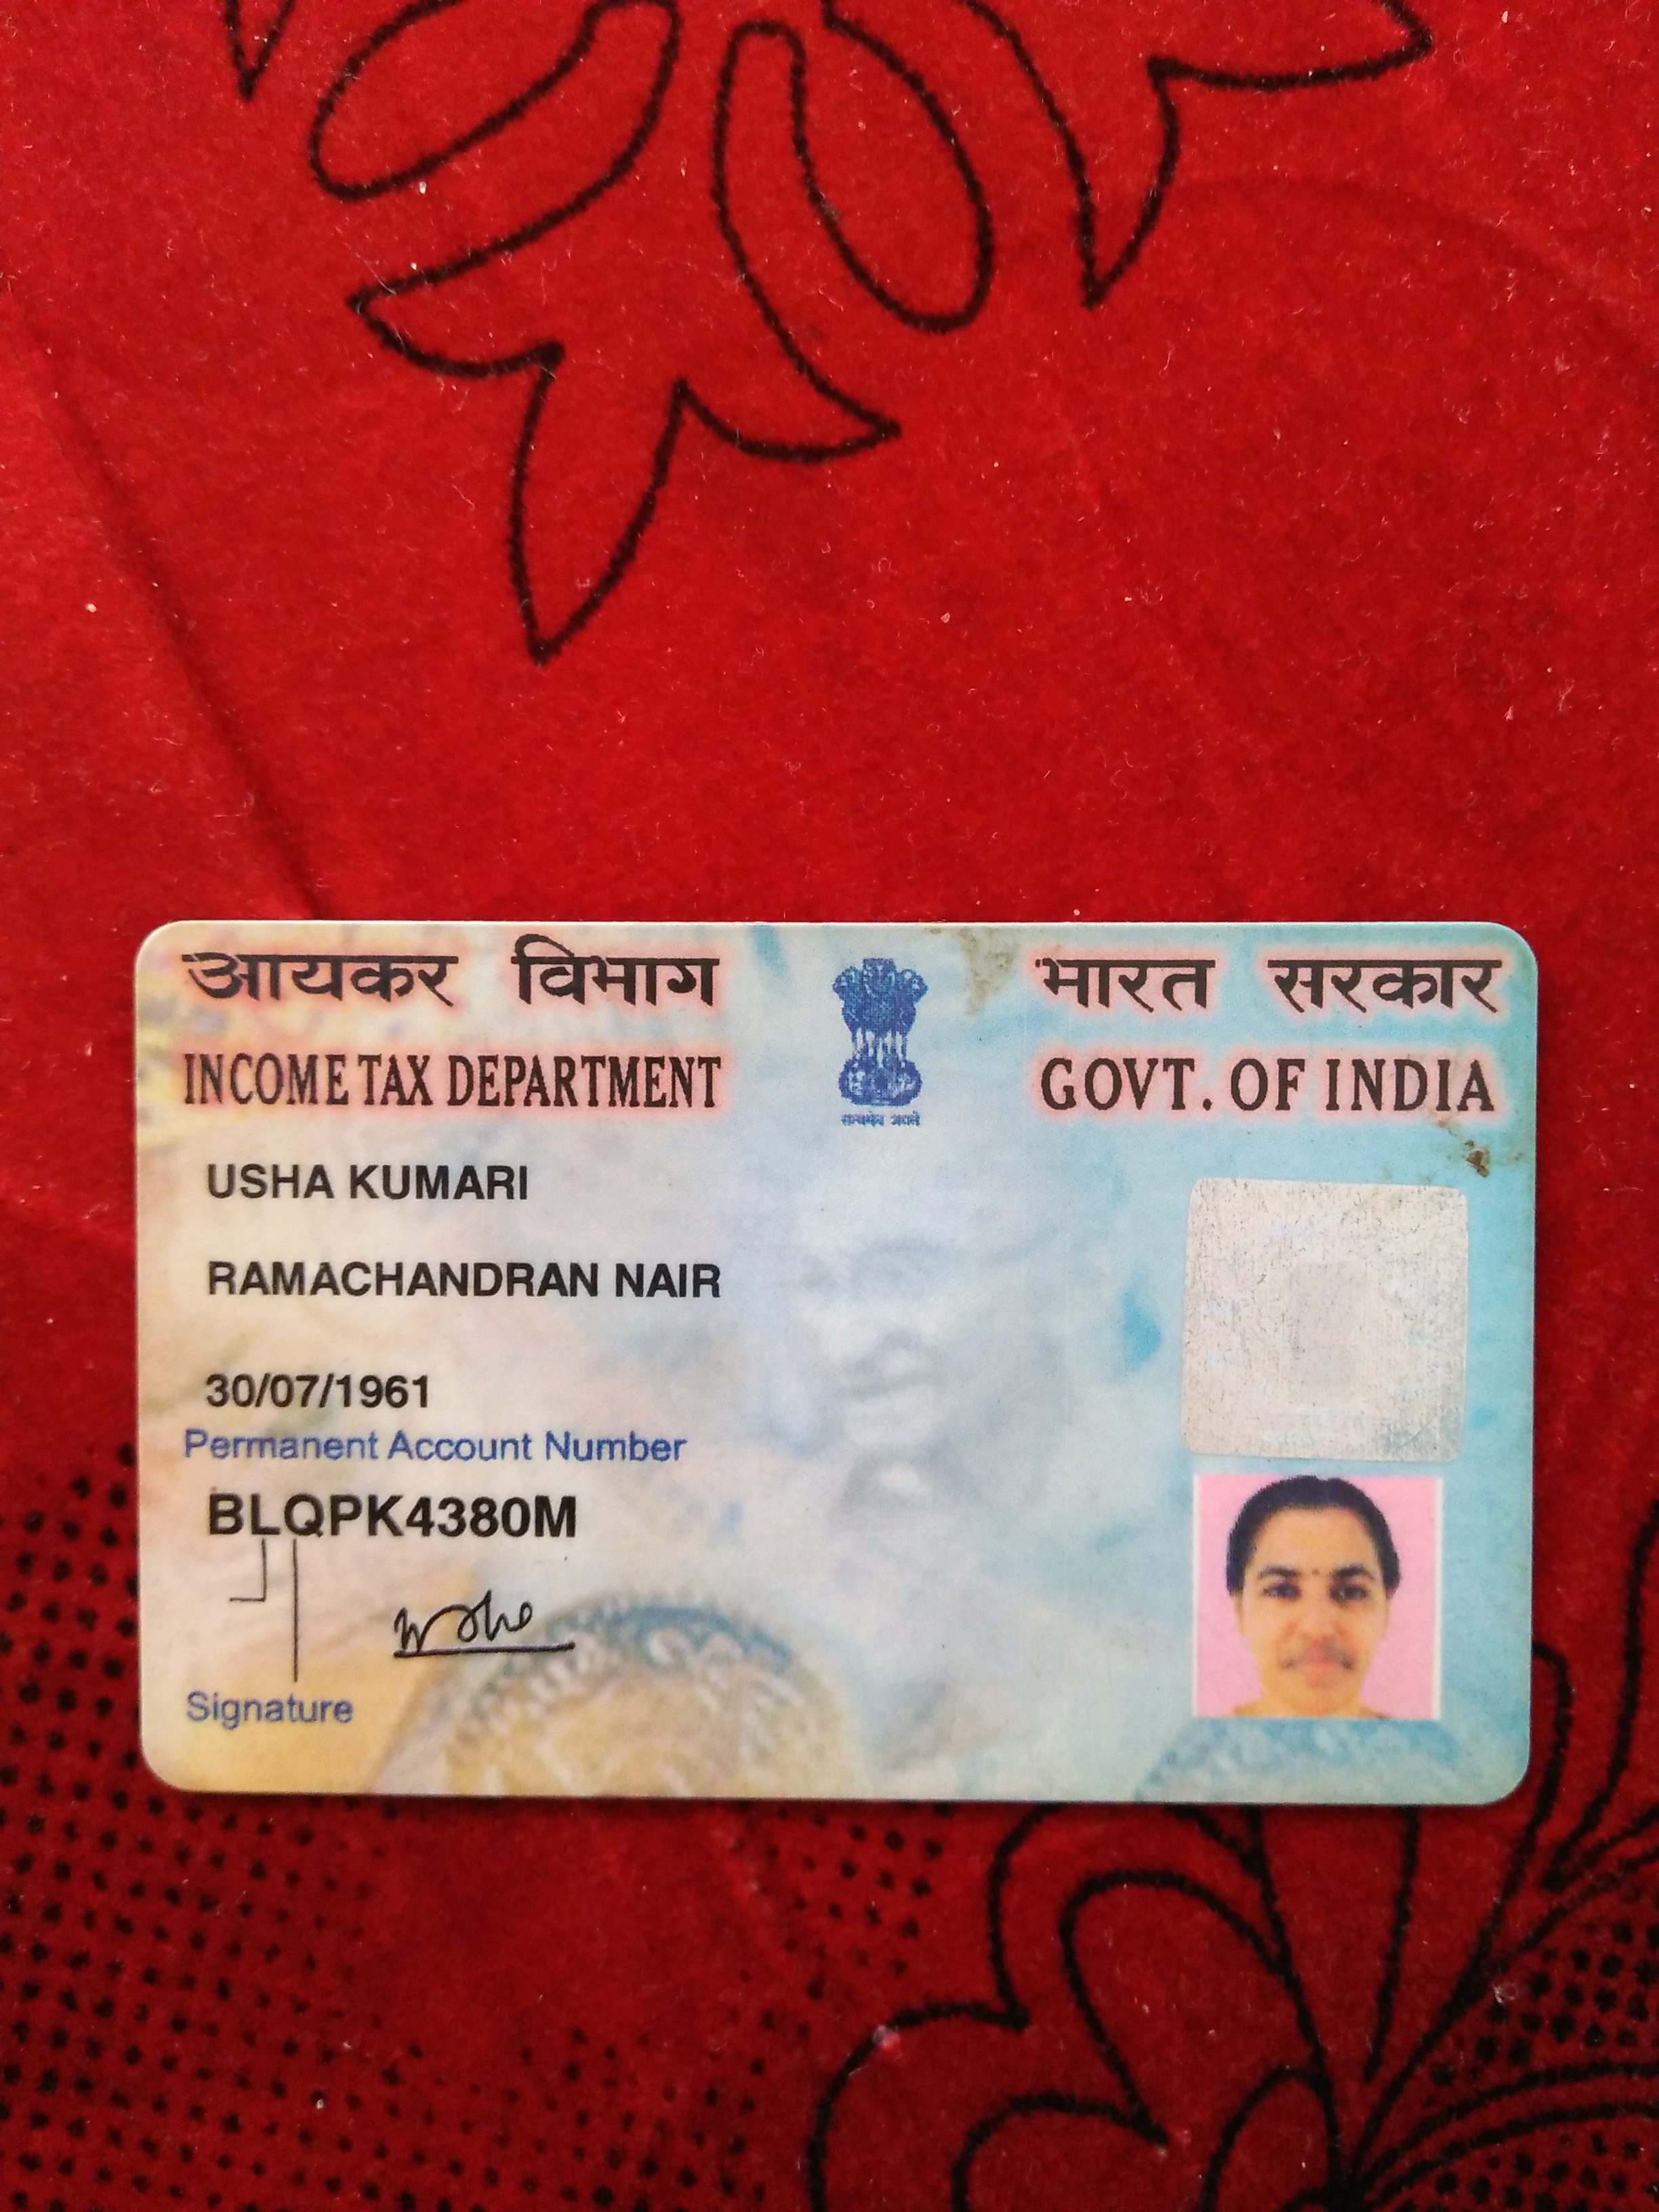 आयकर विभाग
INCOME TAX DEPARTMENT
सत्यमेव जयते
भारत सरकार
GOVT. OF INDIA
USHA KUMARI
RAMACHANDRAN NAIR
30/07/1961
Permanent Account Number
BLQPK4380M
Signature